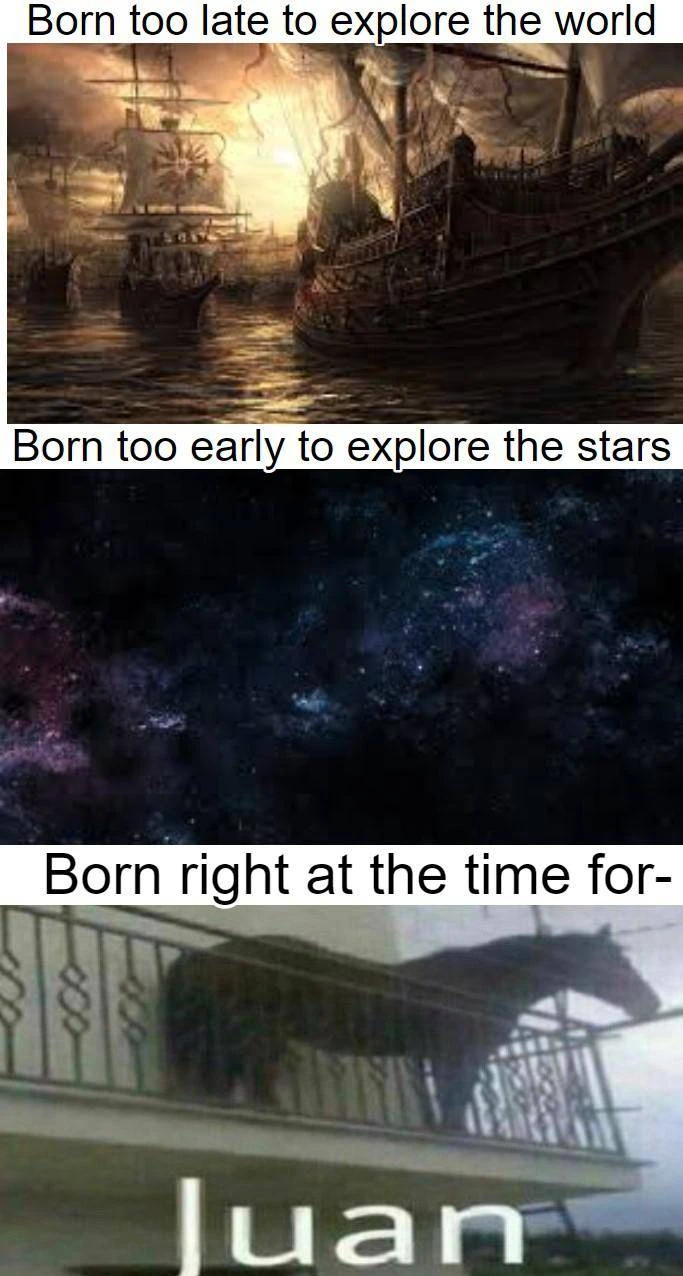 Born too late to explore the world
Born too early to explore the stars
Born right at the time for-
Juan